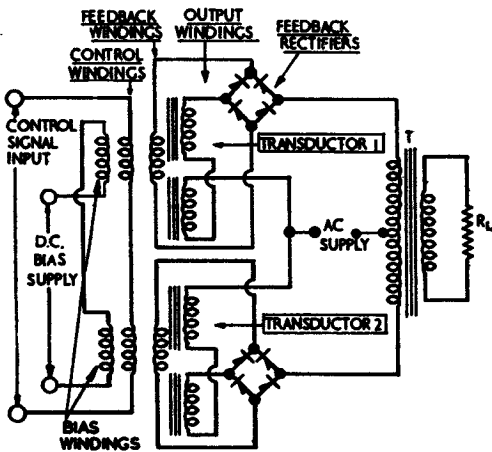 FEEDBACK
WINDINGS
OUTPUT
WINDINGS
FEEDBACK
RECTIFIERS
CONTROL
WINDINGS
CONTROL
SIGNAL
INPUT
TRANSDUCTOR 1
T
AC
SUPPLY
RL
D.C.
BIAS
SUPPLY
TRANSDUCTOR 2
BIAS
WINDINGS